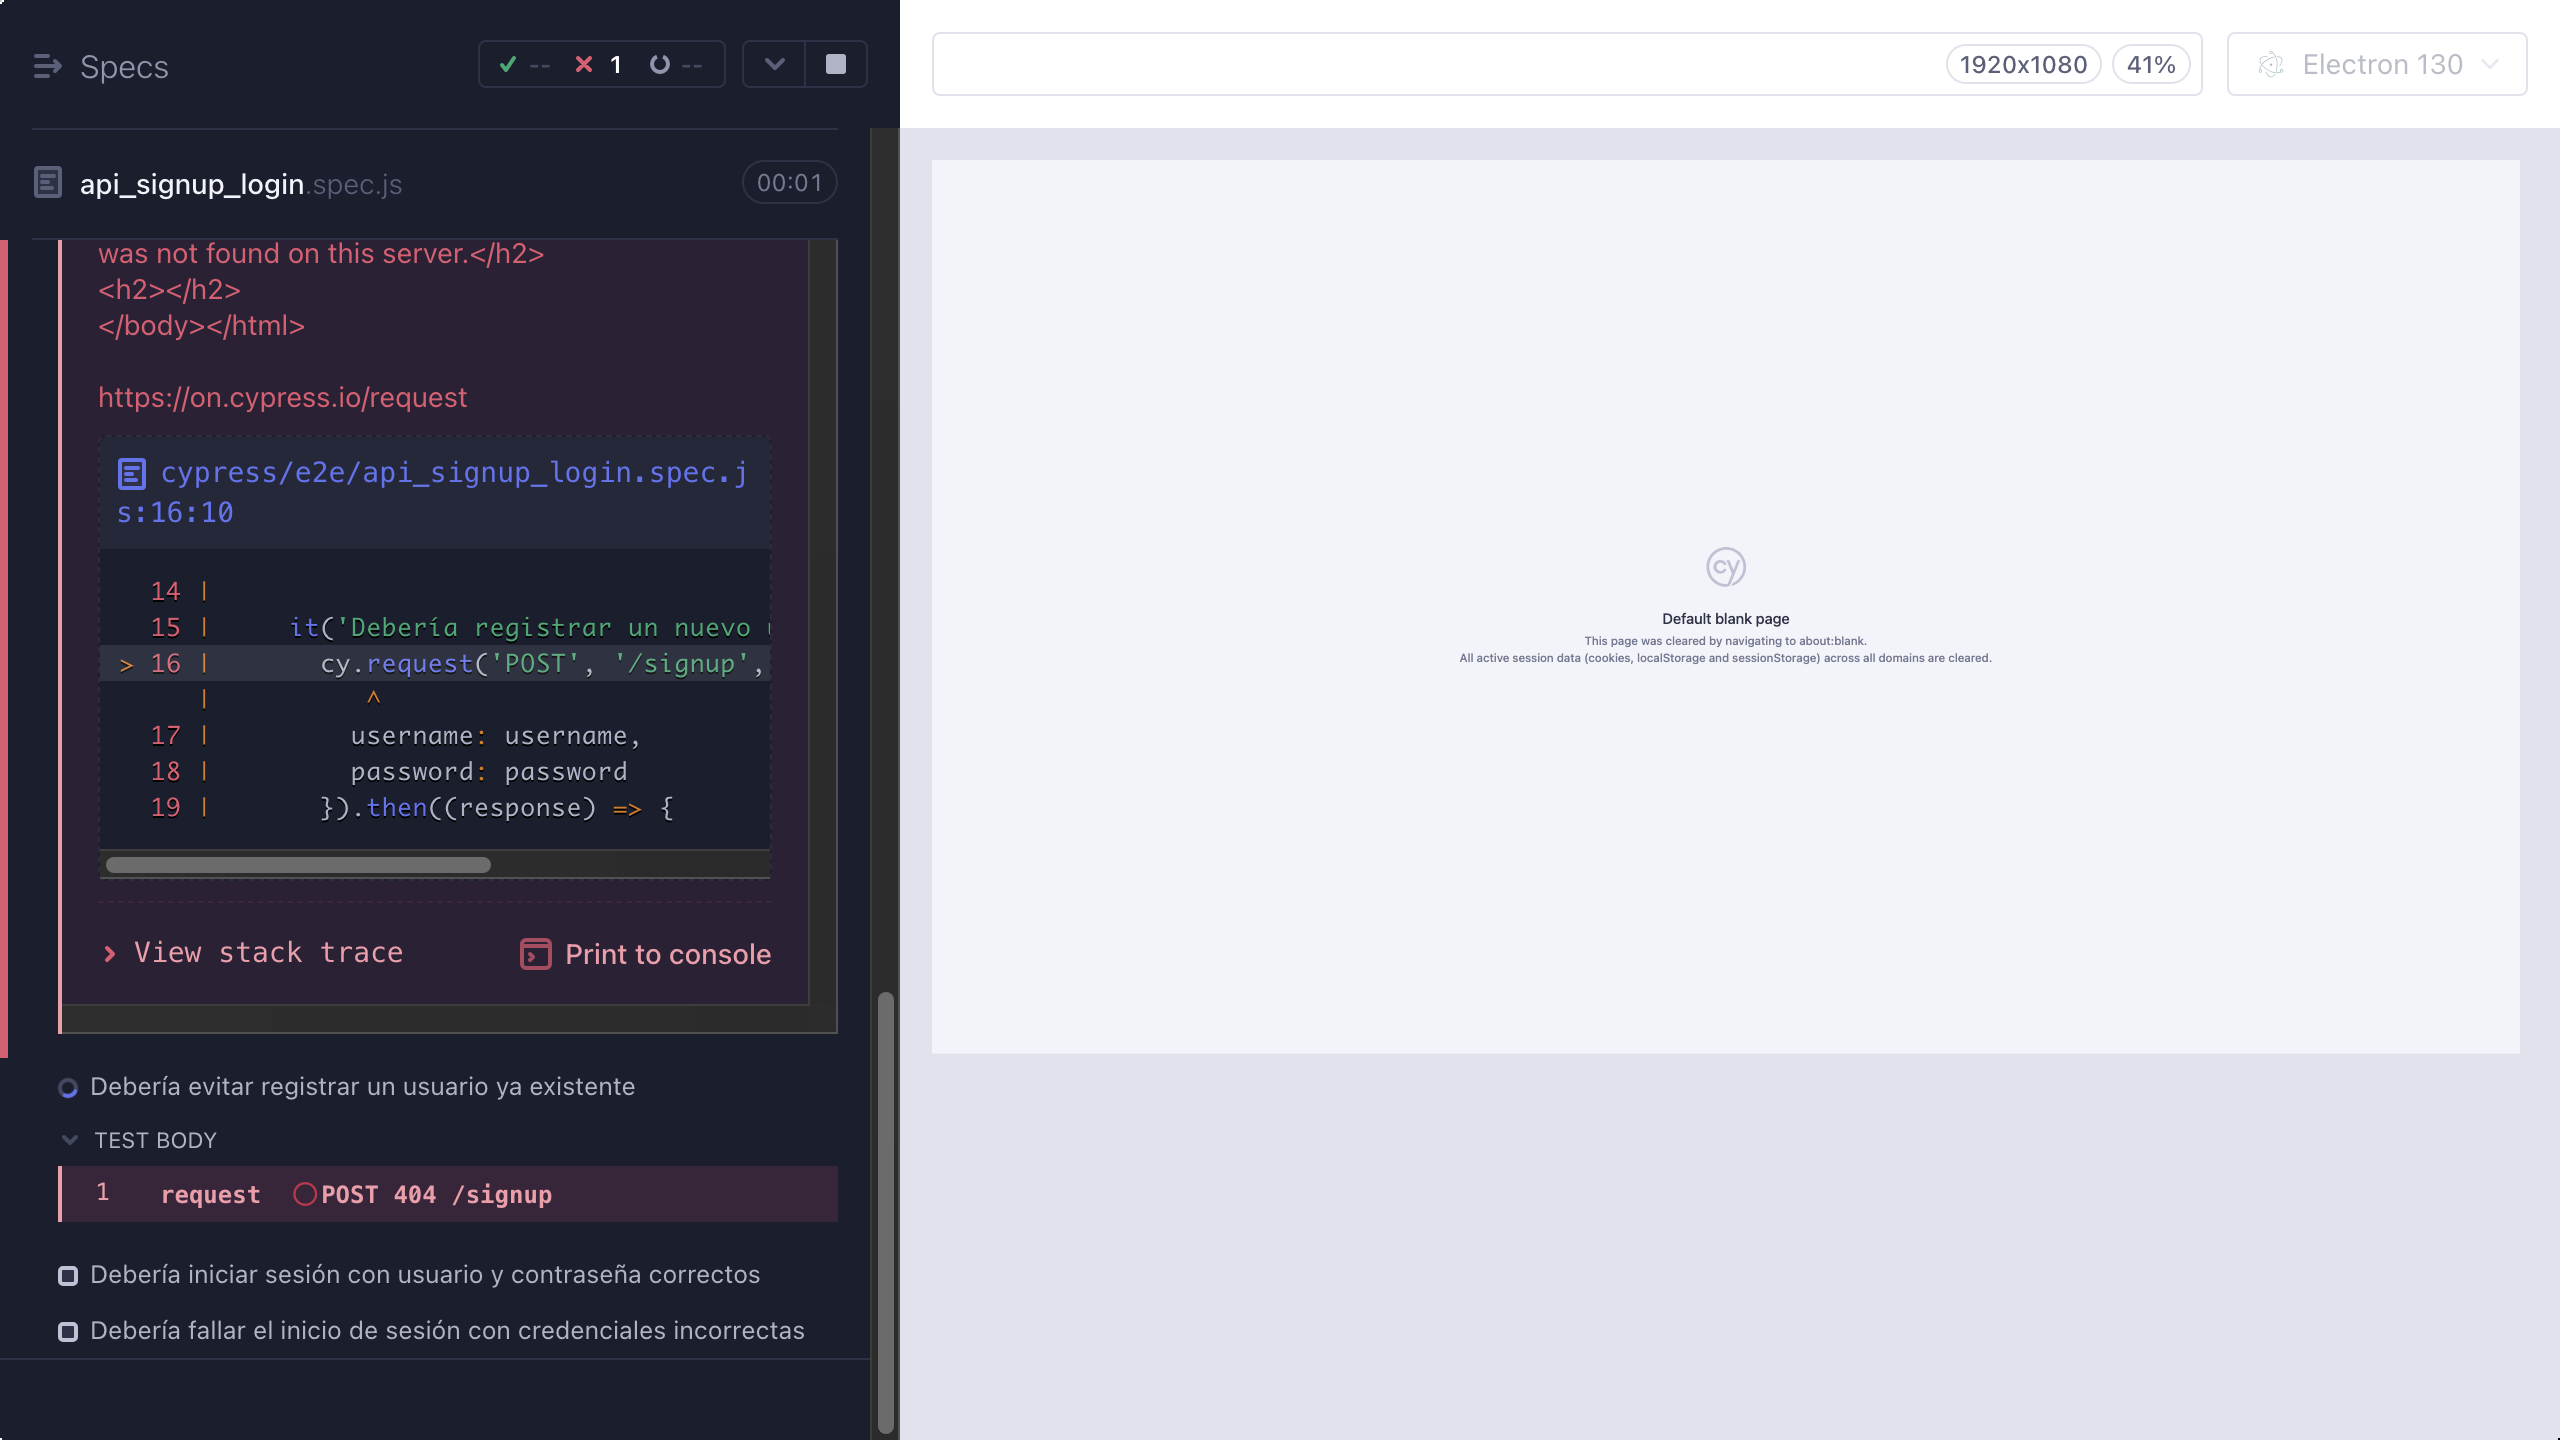 Specs
-- 1 --
api_signup_login.spec.js 00:01
was not found on this server.</h2>
<h2></h2>
</body></html>
https://on.cypress.io/request
cypress/e2e/api_signup_login.spec.j
s:16:10
14 |
15 | it('Debería registrar un nuevo
> 16 | cy.request('POST', '/signup',
| ^
17 | username: username,
18 | password: password
19 | }).then((response) => {
View stack trace
Print to console
Debería evitar registrar un usuario ya existente
TEST BODY
1 request POST 404 /signup
Debería iniciar sesión con usuario y contraseña correctos
Debería fallar el inicio de sesión con credenciales incorrectas
1920x1080 41%
Electron 130
cy
Default blank page
This page was cleared by navigating to about:blank.
All active session data (cookies, localStorage and sessionStorage) across all domains are cleared.